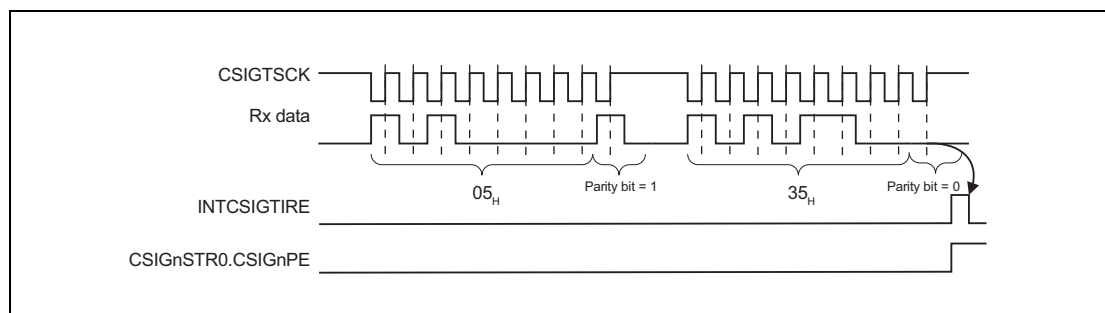 CSIGTSCK
Rx data
05H
Parity bit = 1
35H
Parity bit = 0
INTCSIGTIRE
CSIGnSTR0.CSIGnPE